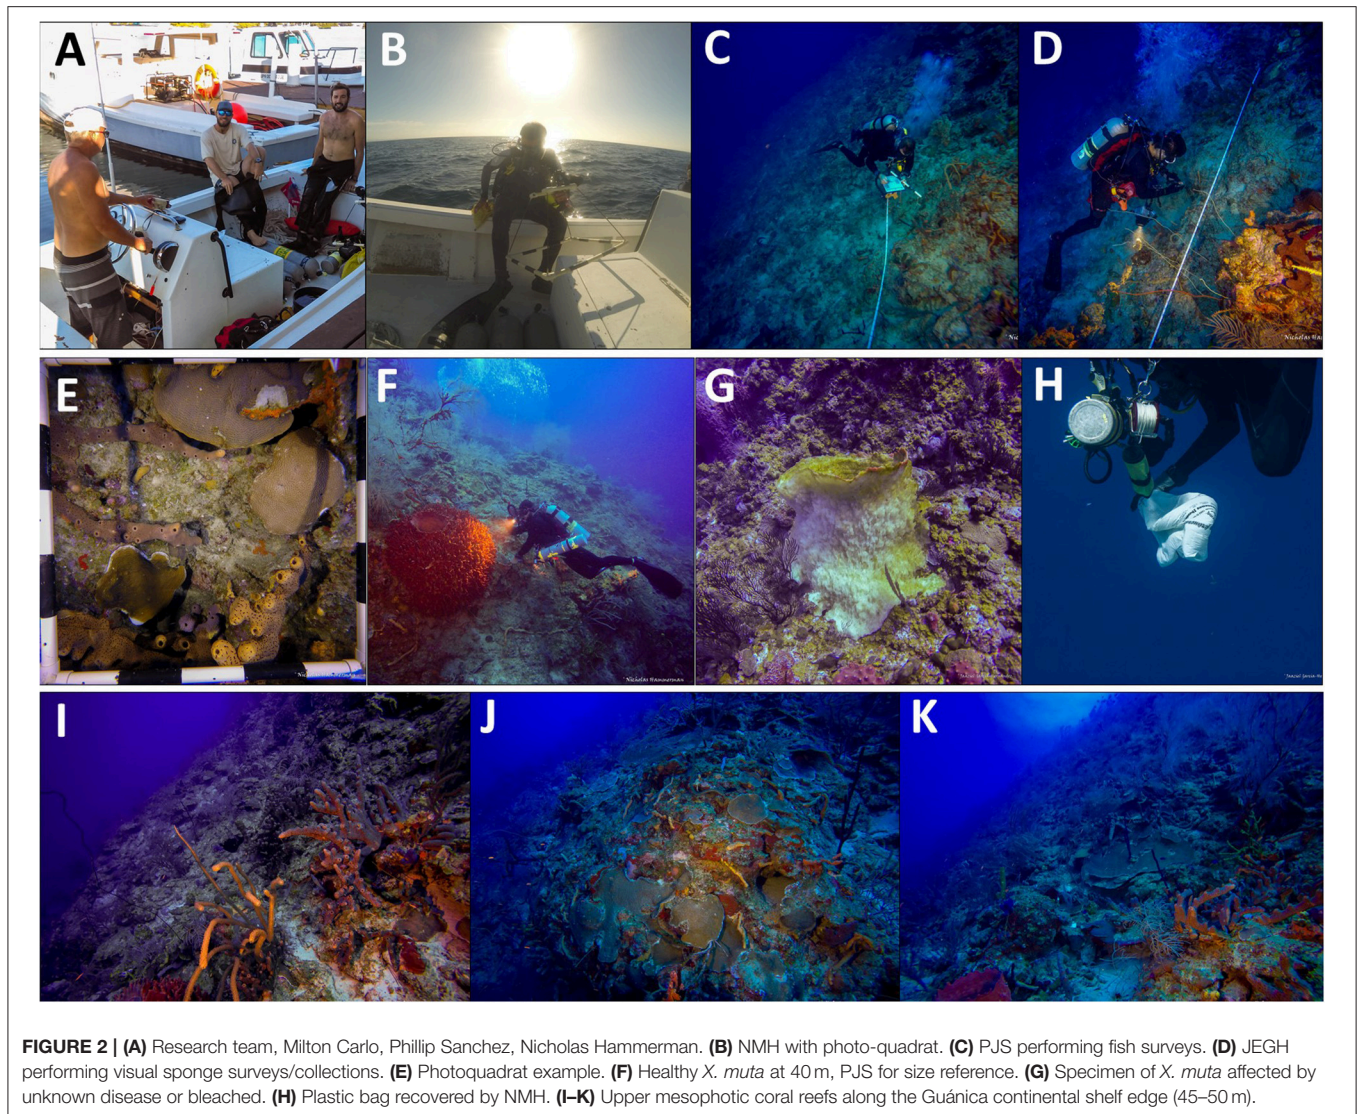 A
B
C
D
Nicholas Ha
E
F
G
H
Nicholas Hammerman
I
J
K
FIGURE 2 | (A) Research team, Milton Carlo, Phillip Sanchez, Nicholas Hammerman. (B) NMH with photo-quadrat. (C) PJS performing fish surveys. (D) JEGH
performing visual sponge surveys/collections. (E) Photoquadrat example. (F) Healthy X. muta at 40 m, PJS for size reference. (G) Specimen of X. muta affected by
unknown disease or bleached. (H) Plastic bag recovered by NMH. (I–K) Upper mesophotic coral reefs along the Guánica continental shelf edge (45–50 m).